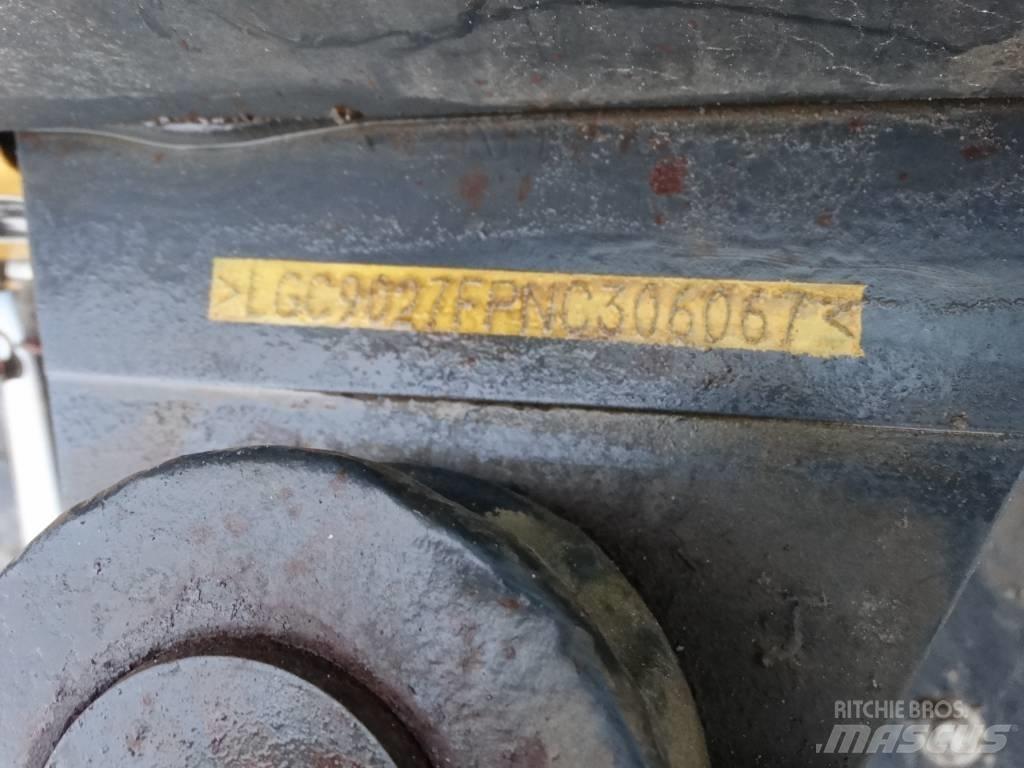 >LGC9027FPNC306067<
RITCHIE BROS.
MASCUS